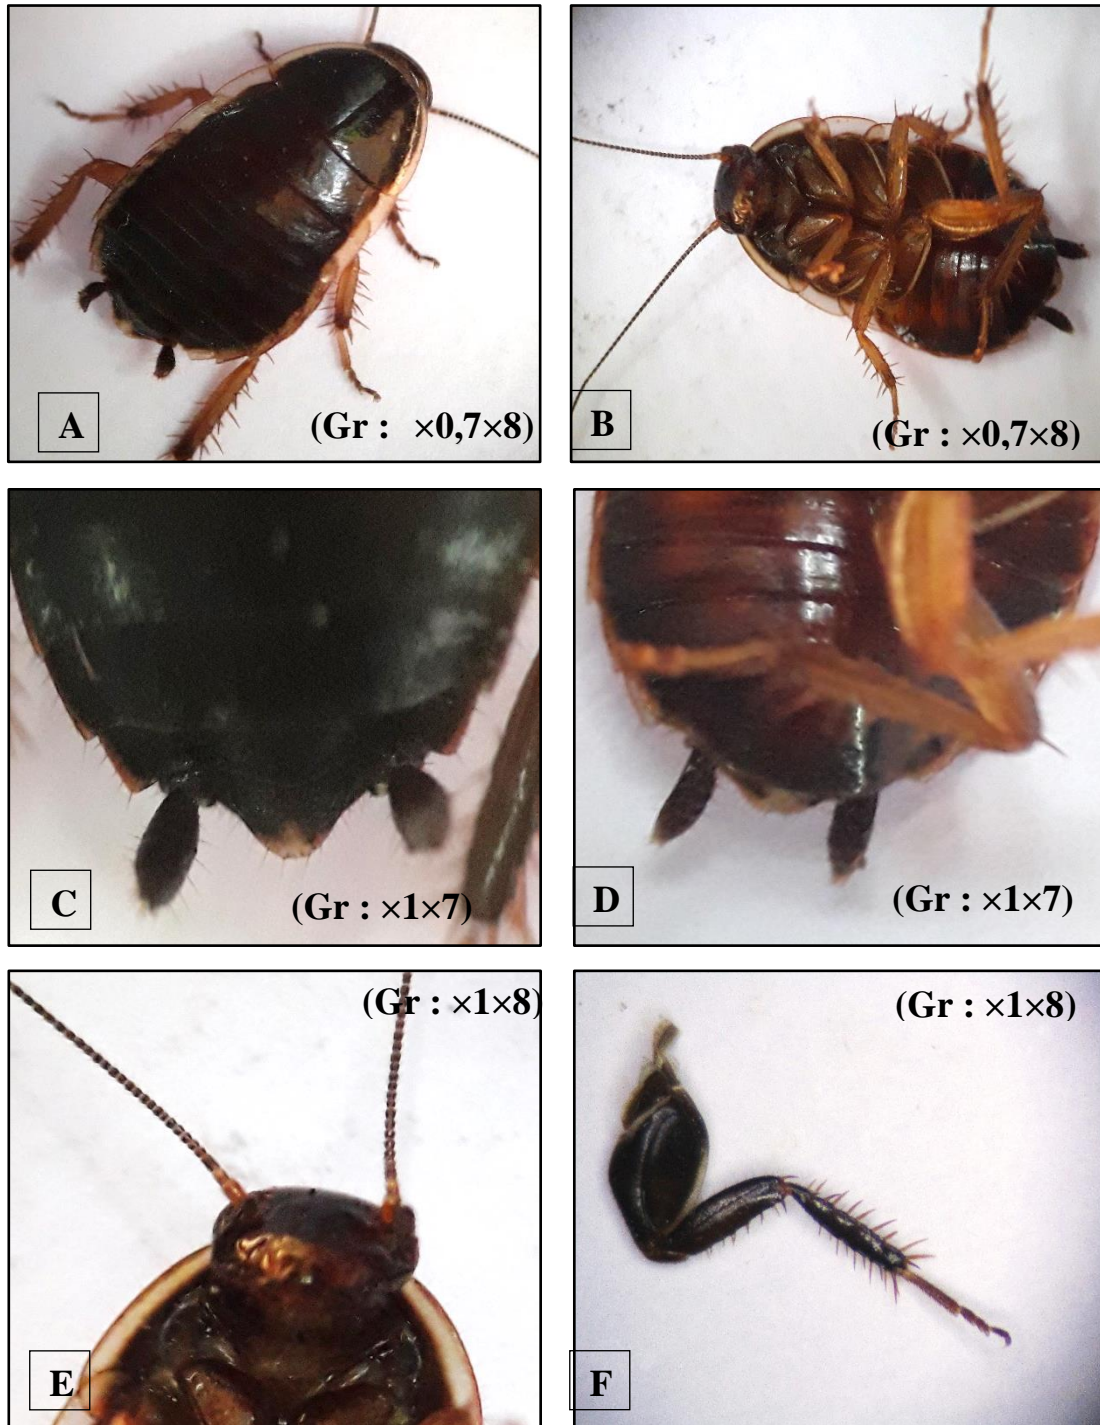 A
(Gr : ×0,7×8)
B
(Gr : ×0,7×8)
C
(Gr : ×1×7)
D
(Gr : ×1×7)
(Gr : ×1×8)
E
(Gr : ×1×8)
F